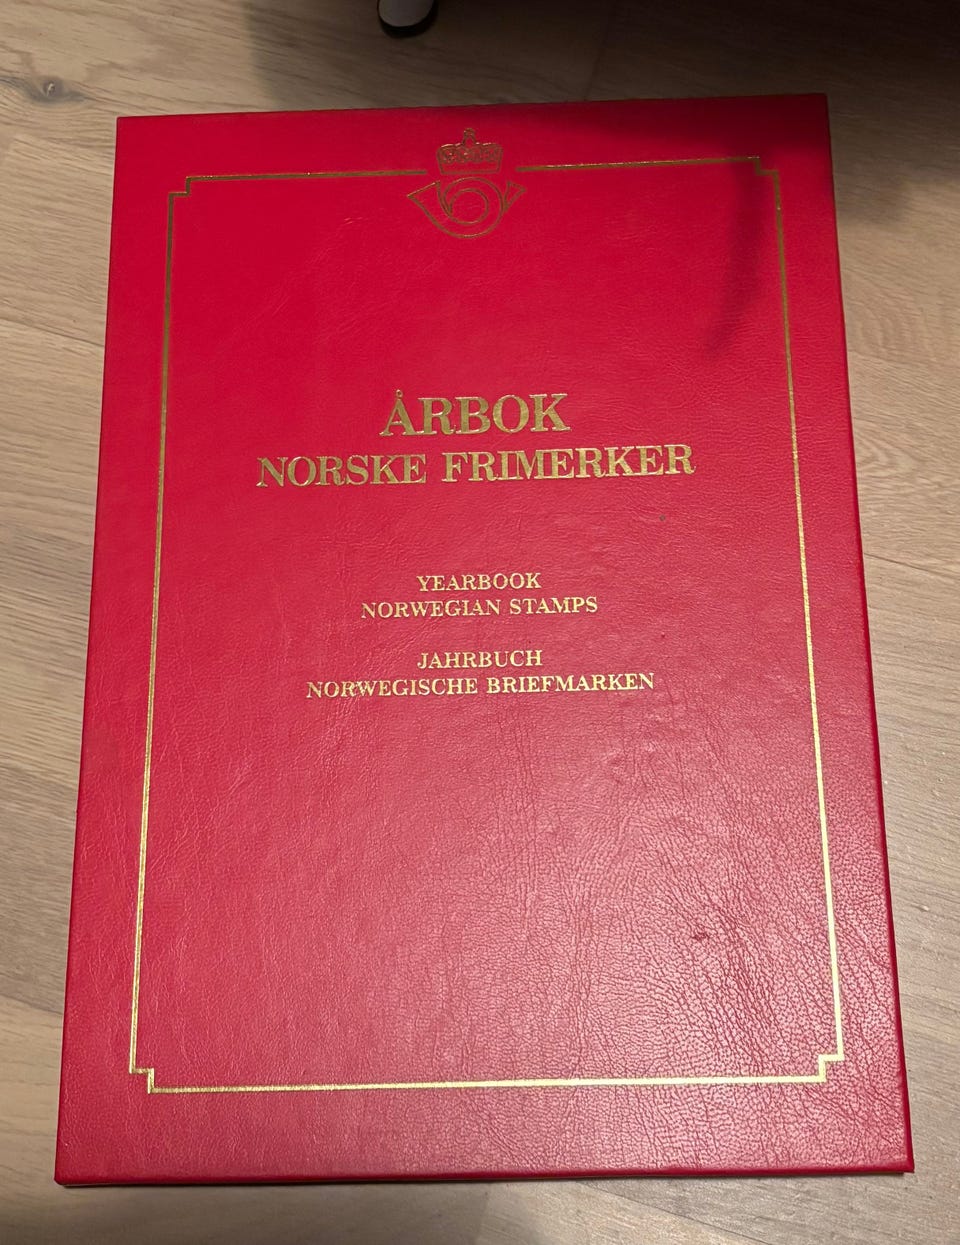 ÅRBOK
NORSKE FRIMERKER
YEARBOOK
NORWEGIAN STAMPS
JAHRBUCH
NORWEGISCHE BRIEFMARKEN